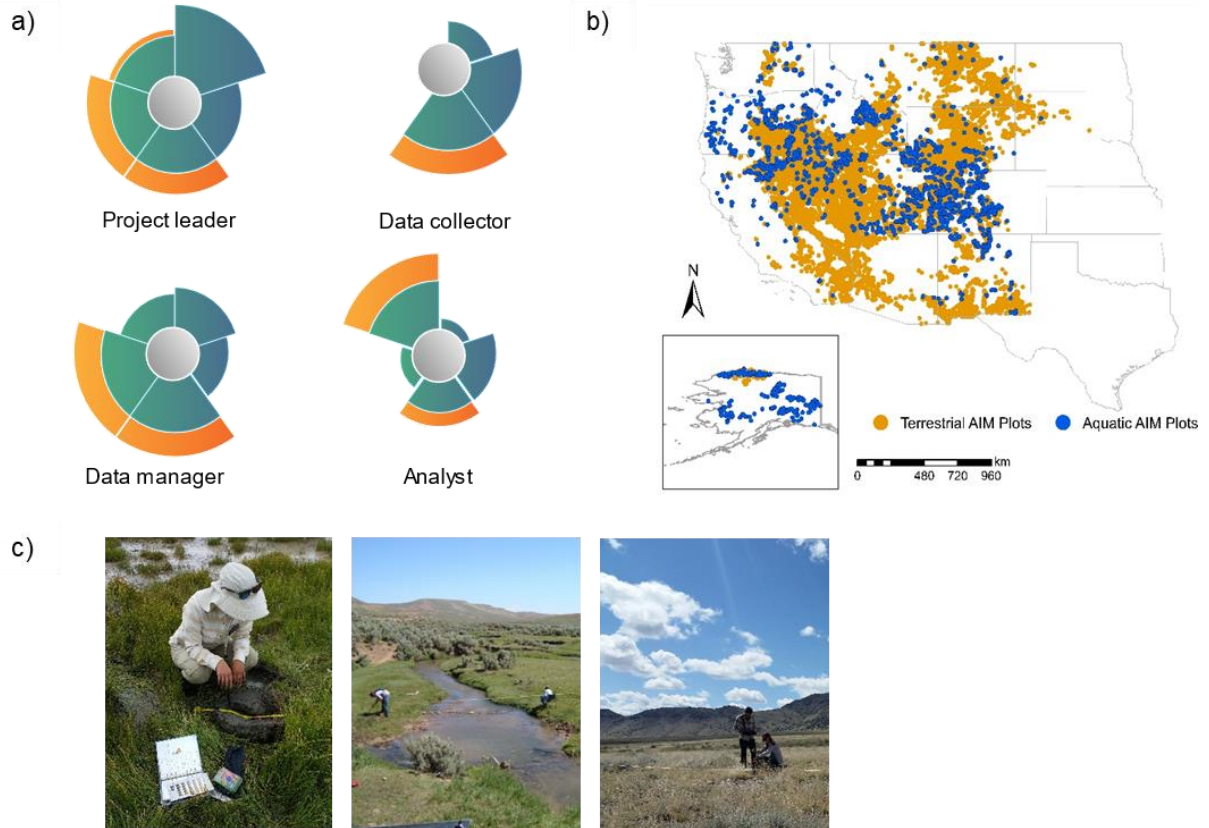 a)
Project leader
Data collector
Data manager
Analyst
b)
N
Terrestrial AIM Plots
Aquatic AIM Plots
km
0 480 720 960
c)